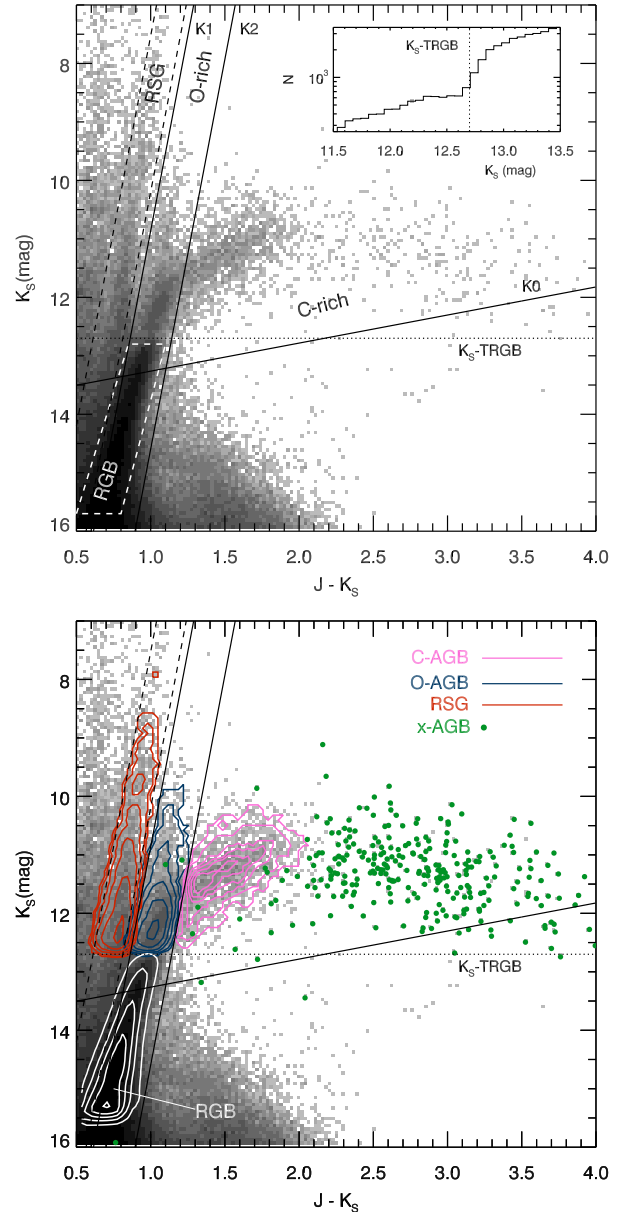 8
10
12
14
16
K_S(mag)
RSG
K1
O-rich
K2
C-rich
K0
K_S-TRGB
RGB
N
10^3
K_S-TRGB
11.5 12.0 12.5 13.0 13.5
K_S (mag)
0.5 1.0 1.5 2.0 2.5 3.0 3.5 4.0
J - K_S
8
10
12
14
16
K_S(mag)
C-AGB
O-AGB
RSG
x-AGB
K_S-TRGB
RGB
0.5 1.0 1.5 2.0 2.5 3.0 3.5 4.0
J - K_S